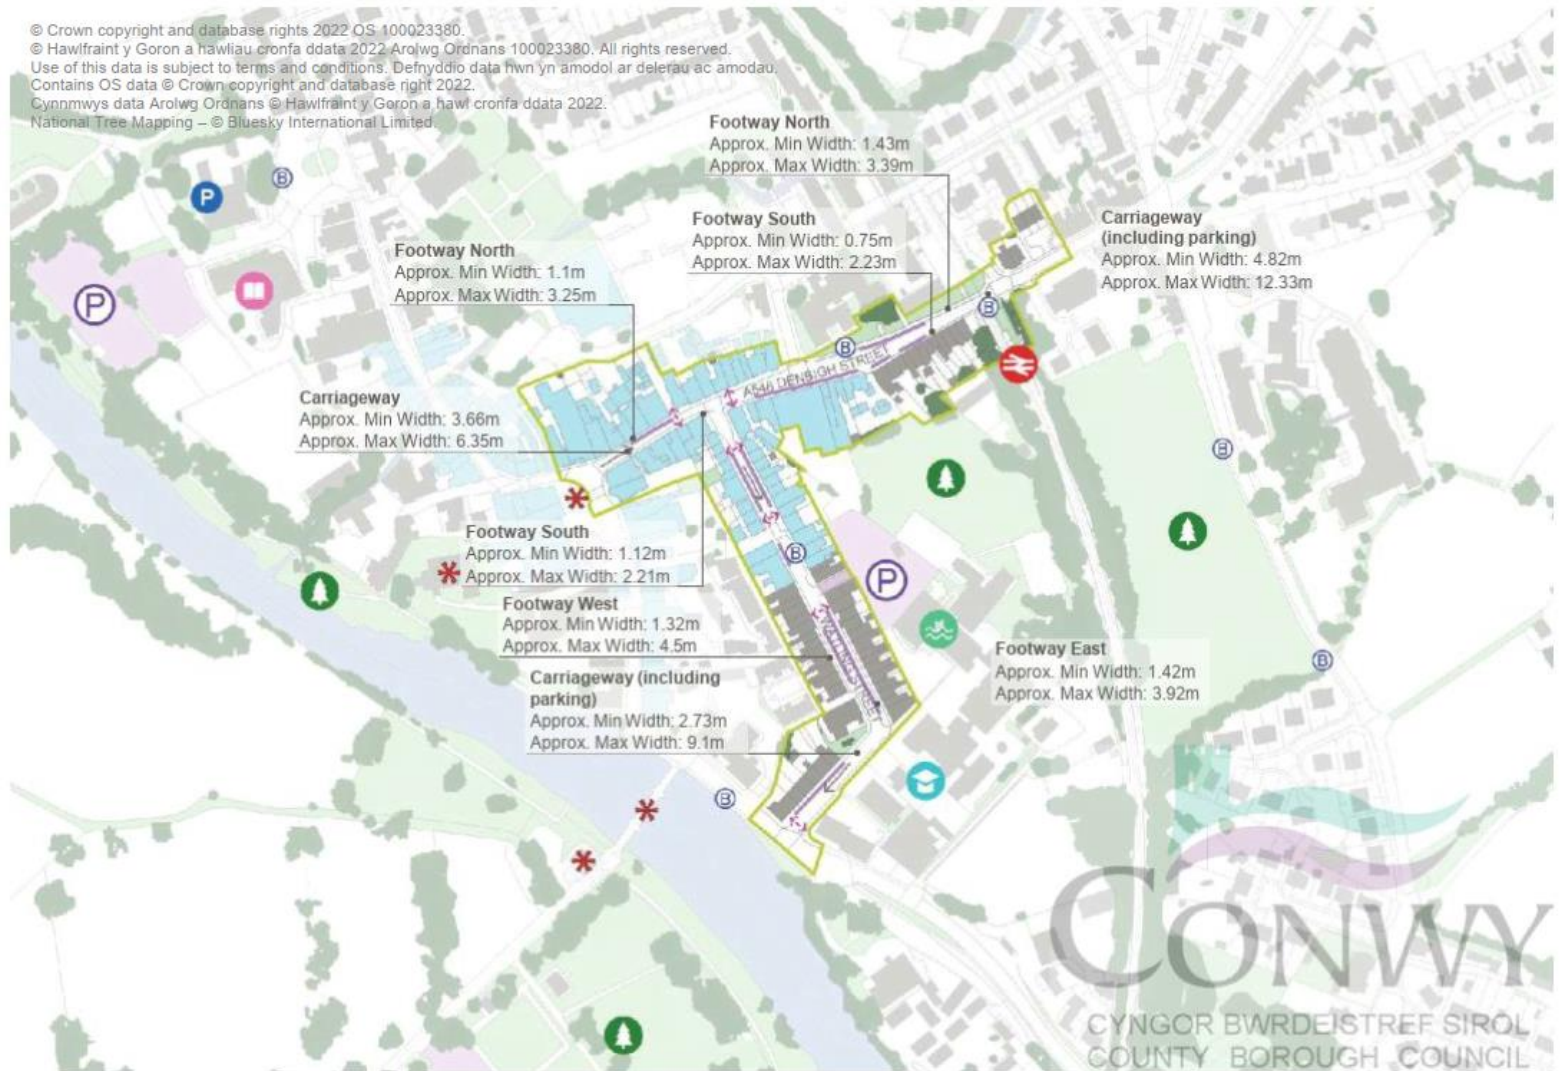 © Crown copyright and database rights 2022 OS 100023380.
© Hawlfraint y Goron a hawliau cronfa ddata 2022 Arolwg Ordnans 100023380. All rights reserved.
Use of this data is subject to terms and conditions. Defnyddio data hwn yn amodol ar delerau ac amodau.
Contains OS data © Crown copyright and database right 2022.
Cynnmwys data Arolwg Ordnans © Hawlfraint y Goron a hawl cronfa ddata 2022.
National Tree Mapping – © Bluesky International Limited.
Footway North
Approx. Min Width: 1.43m
Approx. Max Width: 3.39m
B
P
Footway South
Approx. Min Width: 0.75m
Approx. Max Width: 2.23m
Carriageway
(including parking)
Approx. Min Width: 4.82m
Approx. Max Width: 12.33m
Footway North
Approx. Min Width: 1.1m
Approx. Max Width: 3.25m
P
B
B
A548 DENBIGH STREET
Carriageway
Approx. Min Width: 3.66m
Approx. Max Width: 6.35m
B
Footway South
Approx. Min Width: 1.12m
Approx. Max Width: 2.21m
B
P
Footway West
Approx. Min Width: 1.32m
Approx. Max Width: 4.5m
WATLING STREET
Footway East
Approx. Min Width: 1.42m
Approx. Max Width: 3.92m
B
Carriageway (including
parking)
Approx. Min Width: 2.73m
Approx. Max Width: 9.1m
B
CONWY
CYNGOR BWRDEISTREF SIROL
COUNTY BOROUGH COUNCIL